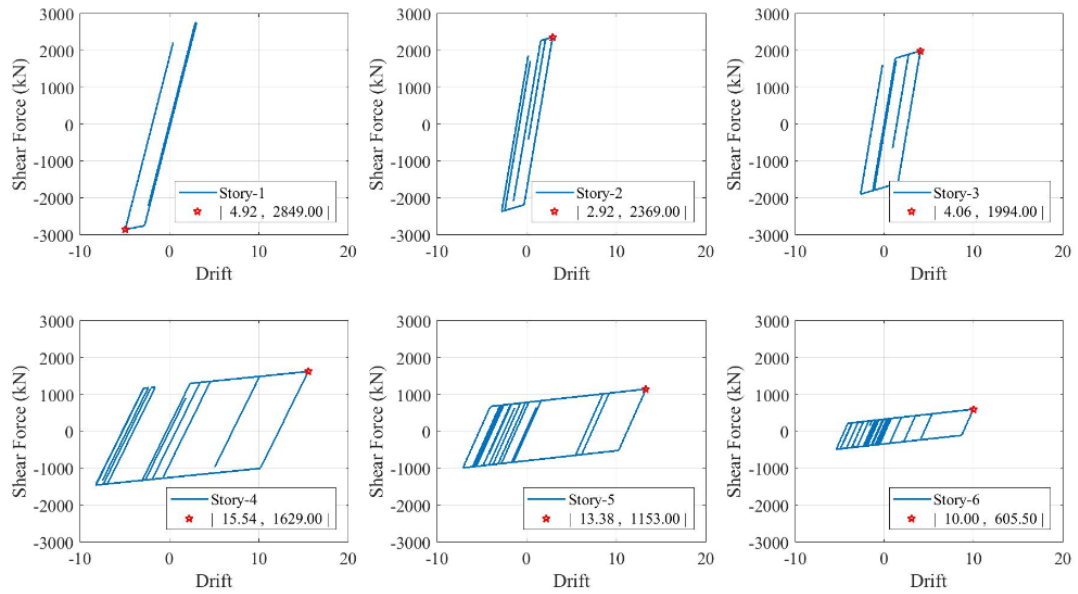 3000
2000
1000
0
-1000
-2000
-3000
Shear Force (kN)
Story-1
| 4.92 , 2849.00 |
-10
0
10
20
Drift
3000
2000
1000
0
-1000
-2000
-3000
Shear Force (kN)
Story-2
| 2.92 , 2369.00 |
-10
0
10
20
Drift
3000
2000
1000
0
-1000
-2000
-3000
Shear Force (kN)
Story-3
| 4.06 , 1994.00 |
-10
0
10
20
Drift
3000
2000
1000
0
-1000
-2000
-3000
Shear Force (kN)
Story-4
| 15.54 , 1629.00 |
-10
0
10
20
Drift
3000
2000
1000
0
-1000
-2000
-3000
Shear Force (kN)
Story-5
| 13.38 , 1153.00 |
-10
0
10
20
Drift
3000
2000
1000
0
-1000
-2000
-3000
Shear Force (kN)
Story-6
| 10.00 , 605.50 |
-10
0
10
20
Drift